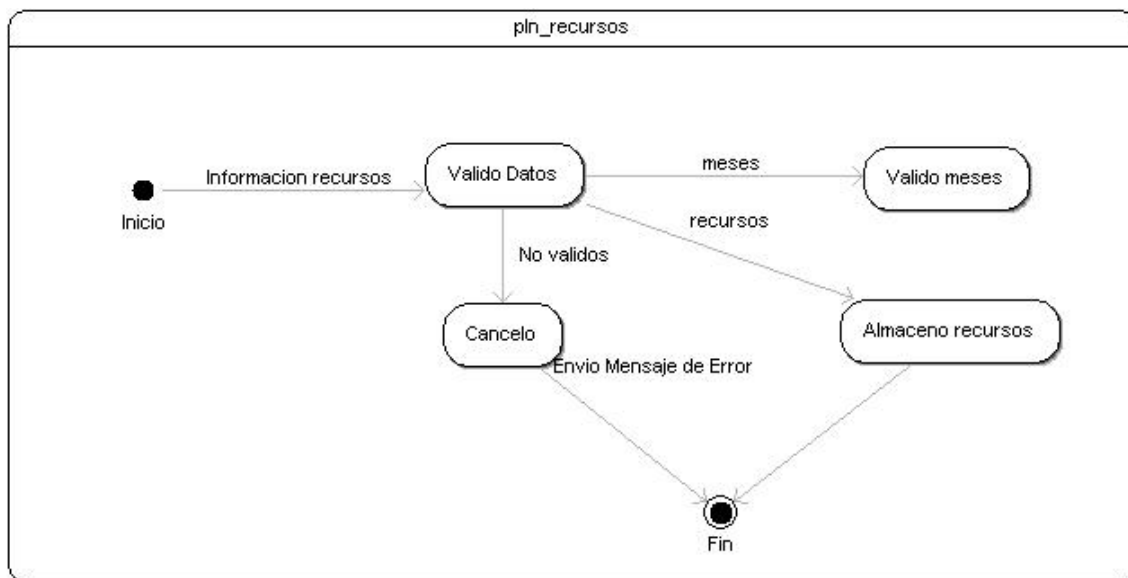 pln_recursos
Informacion recursos
Valido Datos
meses
Valido meses
Inicio
recursos
No validos
Cancelo
Almaceno recursos
Envio Mensaje de Error
Fin